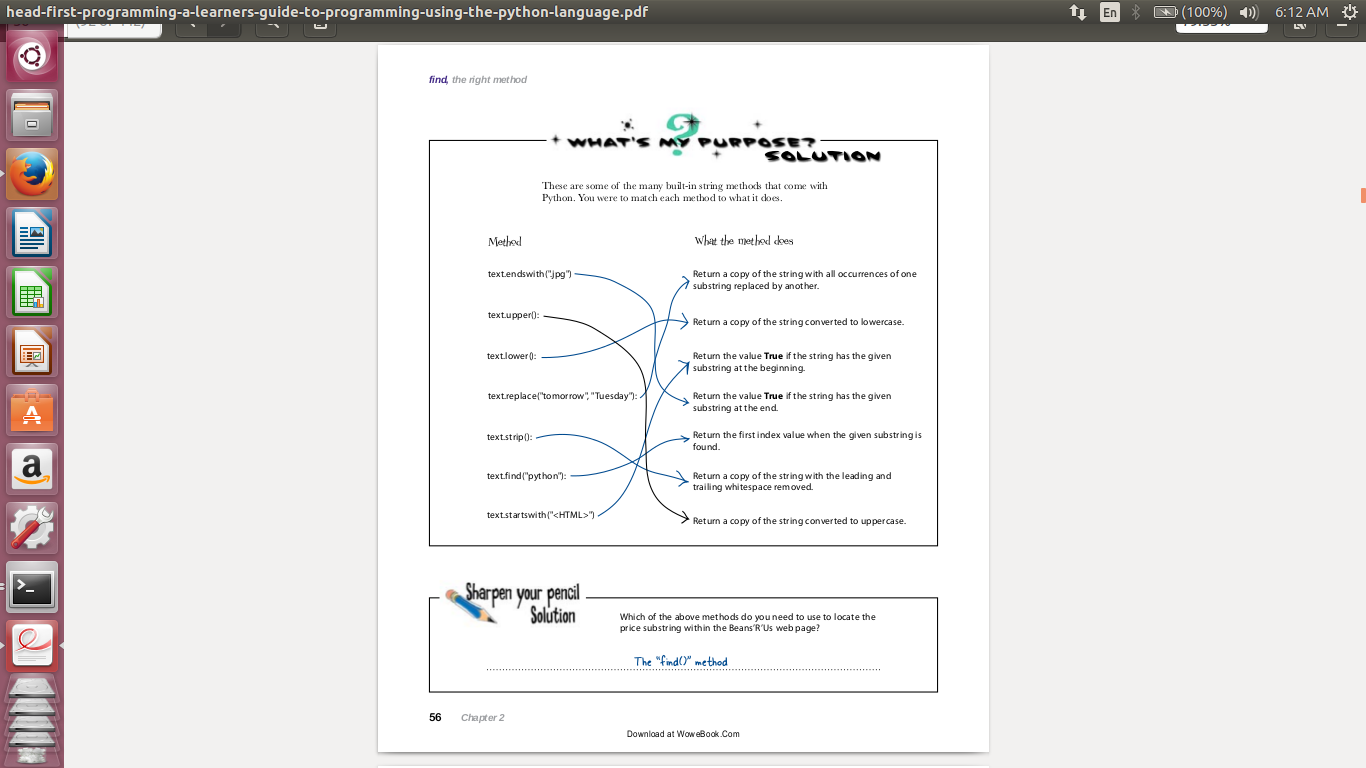 head-first-programming-a-learners-guide-to-programming-using-the-python-language.pdf
En
(100%)
6:12 AM
find, the right method
WHAT'S MY PURPOSE?
SOLUTION
These are some of the many built-in string methods that come with
Python. You were to match each method to what it does.
Method
What the method does
text.endswith(".jpg")
Return a copy of the string with all occurrences of one
substring replaced by another.
text.upper():
Return a copy of the string converted to lowercase.
text.lower():
Return the value True if the string has the given
substring at the beginning.
text.replace("tomorrow", "Tuesday"):
Return the value True if the string has the given
substring at the end.
text.strip():
Return the first index value when the given substring is
found.
text.find("python"):
Return a copy of the string with the leading and
trailing whitespace removed.
text.startswith("<HTML>")
Return a copy of the string converted to uppercase.
Sharpen your pencil
Solution
Which of the above methods do you need to use to locate the
price substring within the Beans'R'Us web page?
The "find()" method
56 Chapter 2
Download at WoweBook.Com